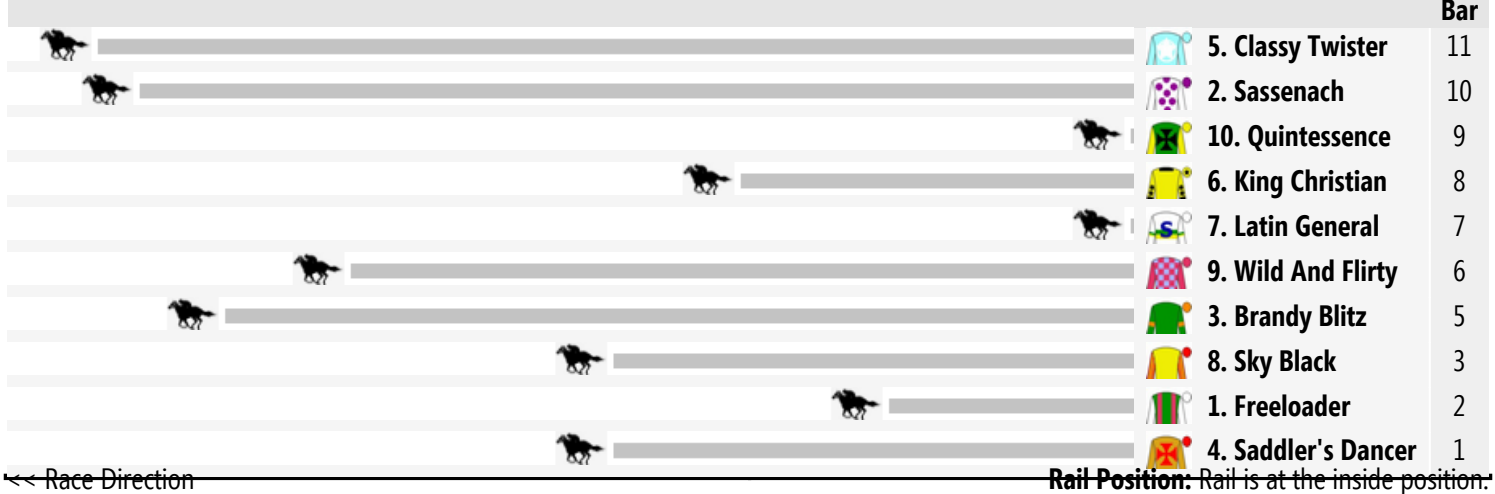 Bar
5. Classy Twister 11
2. Sassenach 10
10. Quintessence 9
6. King Christian 8
7. Latin General 7
S
9. Wild And Flirty 6
3. Brandy Blitz 5
8. Sky Black 3
1. Freeloader 2
4. Saddler's Dancer 1
<< Race Direction Rail Position: Rail is at the inside position.